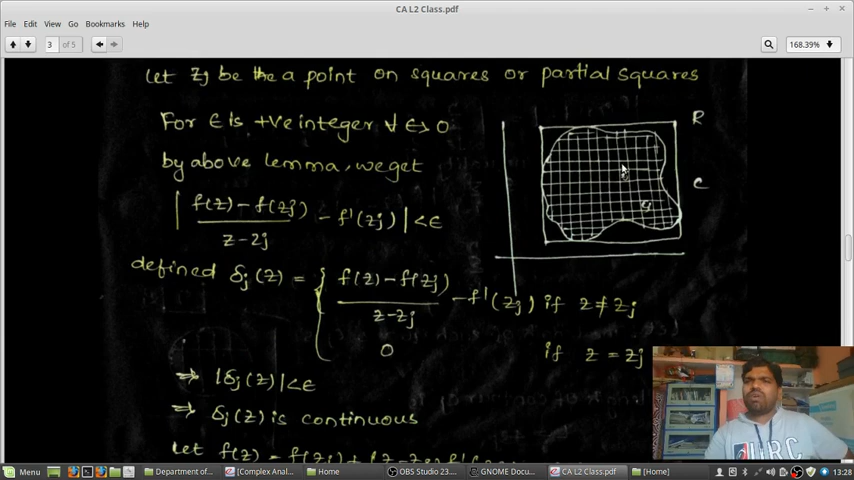 CA L2 Class.pdf
File Edit View Go Bookmarks Help
3 of 5
168.39%
Let Zj be the a point on squares or partial squares
For ϵ is +ve integer ∀ ϵ>0
by above lemma, we get
| f(z) - f(zj) / z - zj - f'(zj) | < ϵ
defined δj(z) = { f(z) - f(zj) / z - zj - f'(zj) if z ≠ zj
0 if z = zj
⇒ |δj(z)| < ϵ
⇒ δj(z) is continuous
R
C
Menu Department of... [Complex Anal... Home OBS Studio 23.... GNOME Docu... CA L2 Class.pdf [Home] 13:28